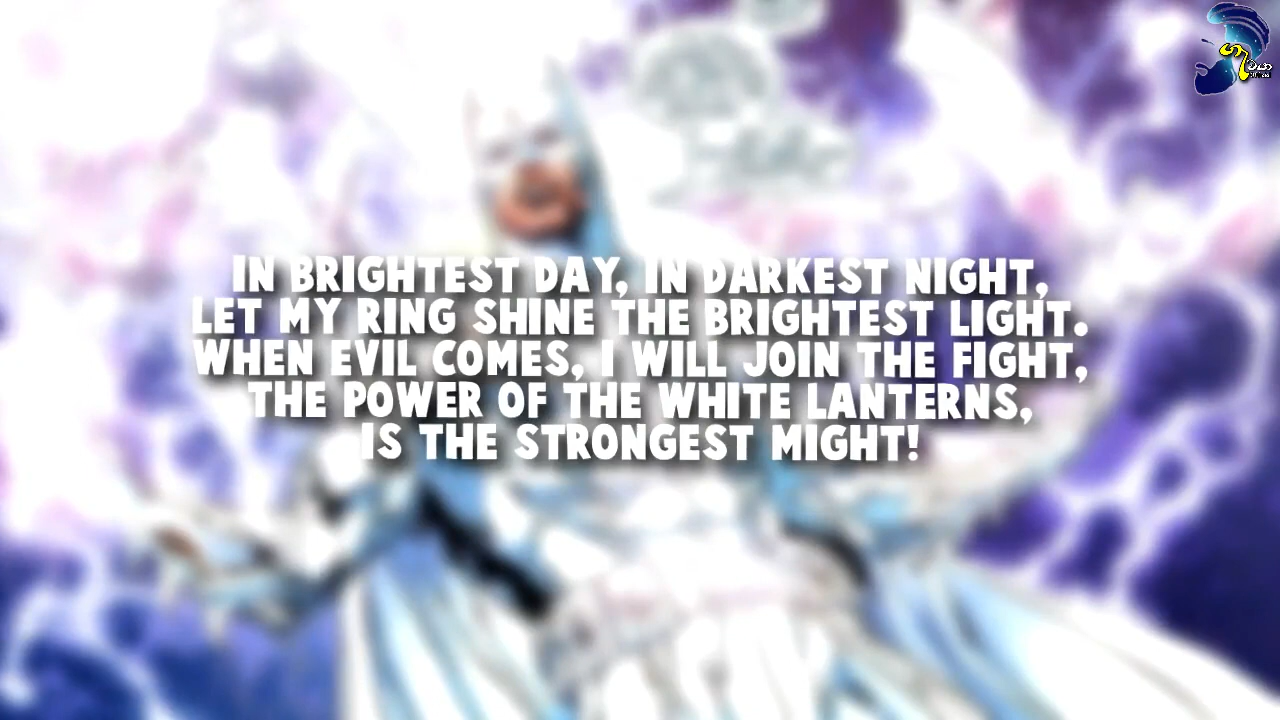 IN BRIGHTEST DAY, IN DARKEST NIGHT,
LET MY RING SHINE THE BRIGHTEST LIGHT.
WHEN EVIL COMES, I WILL JOIN THE FIGHT,
THE POWER OF THE WHITE LANTERNS,
IS THE STRONGEST MIGHT!